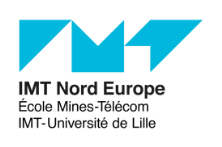 IMT Nord Europe
École Mines-Télécom
IMT-Université de Lille